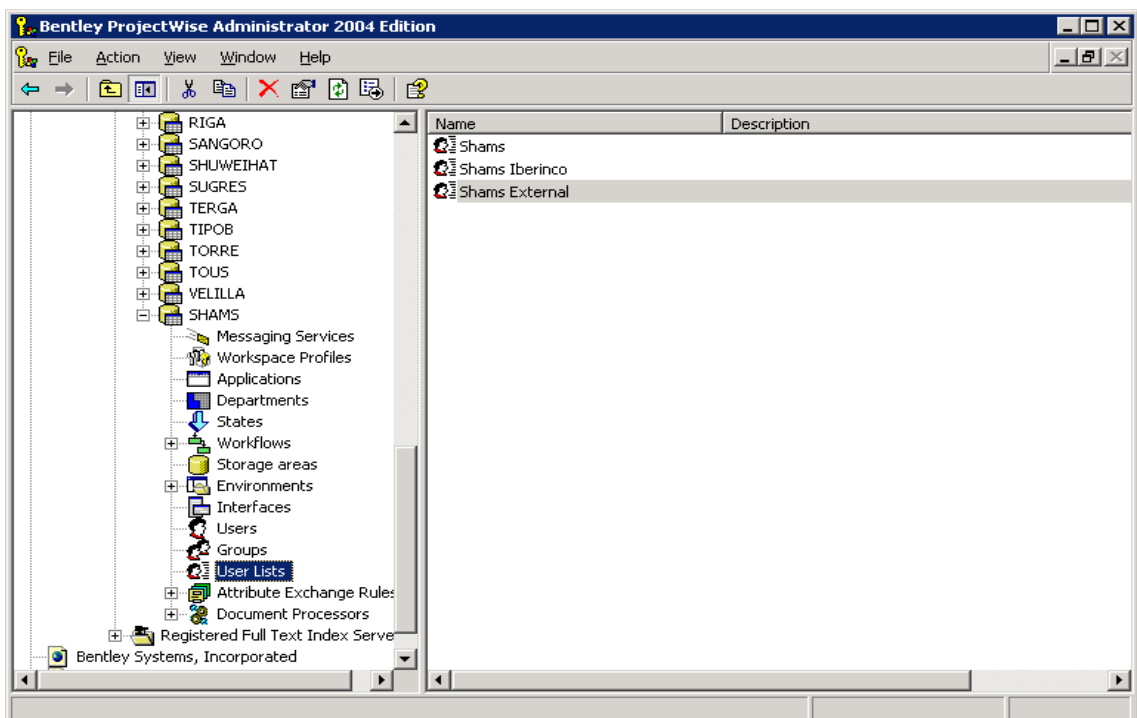 Bentley ProjectWise Administrator 2004 Edition
File Action View Window Help
RIGA
SANGORO
SHUWEIHAT
SUGRES
TERGA
TIPOB
TORRE
TOUS
VELILLA
SHAMS
Messaging Services
Workspace Profiles
Applications
Departments
States
Workflows
Storage areas
Environments
Interfaces
Users
Groups
User Lists
Attribute Exchange Rules
Document Processors
Registered Full Text Index Serve
Bentley Systems, Incorporated
Name Description
Shams
Shams Iberinco
Shams External